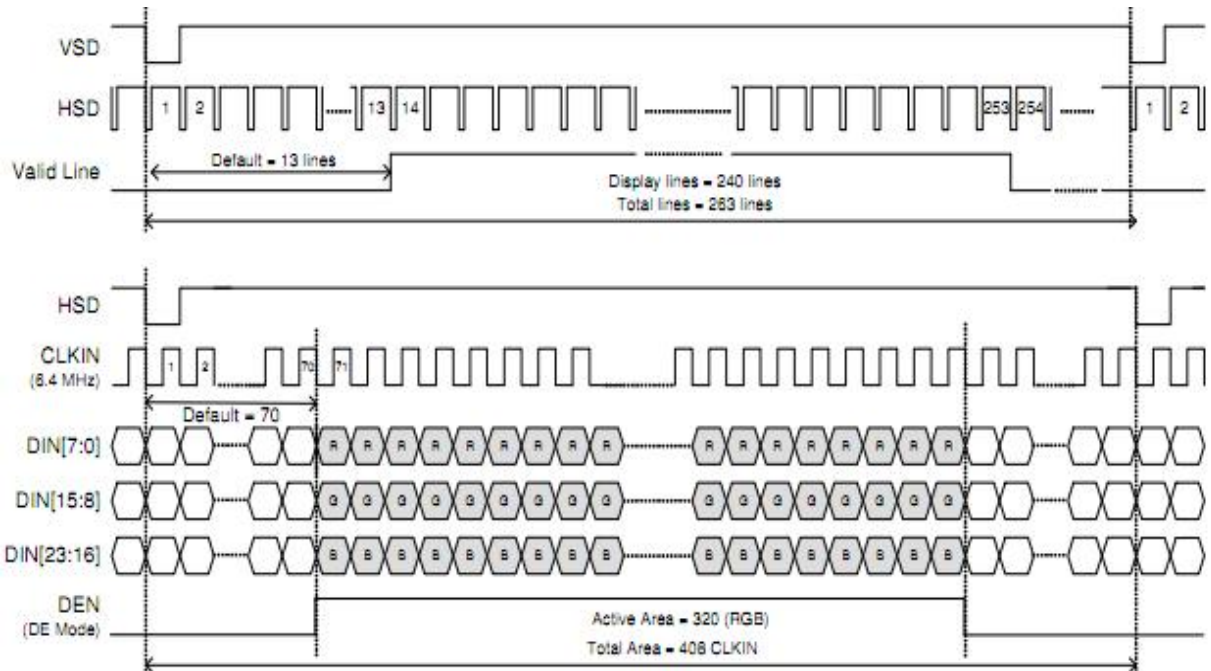 VSD
HSD 1 2 13 14 253 254 1 2
Valid Line
Default = 13 lines
Display lines = 240 lines
Total lines = 263 lines
HSD
CLKIN 1 2 70 71
(6.4 MHz)
Default = 70
DIN[7:0] R R R R R R R R R R R R R R R R R
DIN[15:8] G G G G G G G G G G G G G G G G G
DIN[23:16] B B B B B B B B B B B B B B B B B
DEN
(DE Mode)
Active Area = 320 (RGB)
Total Area = 408 CLKIN